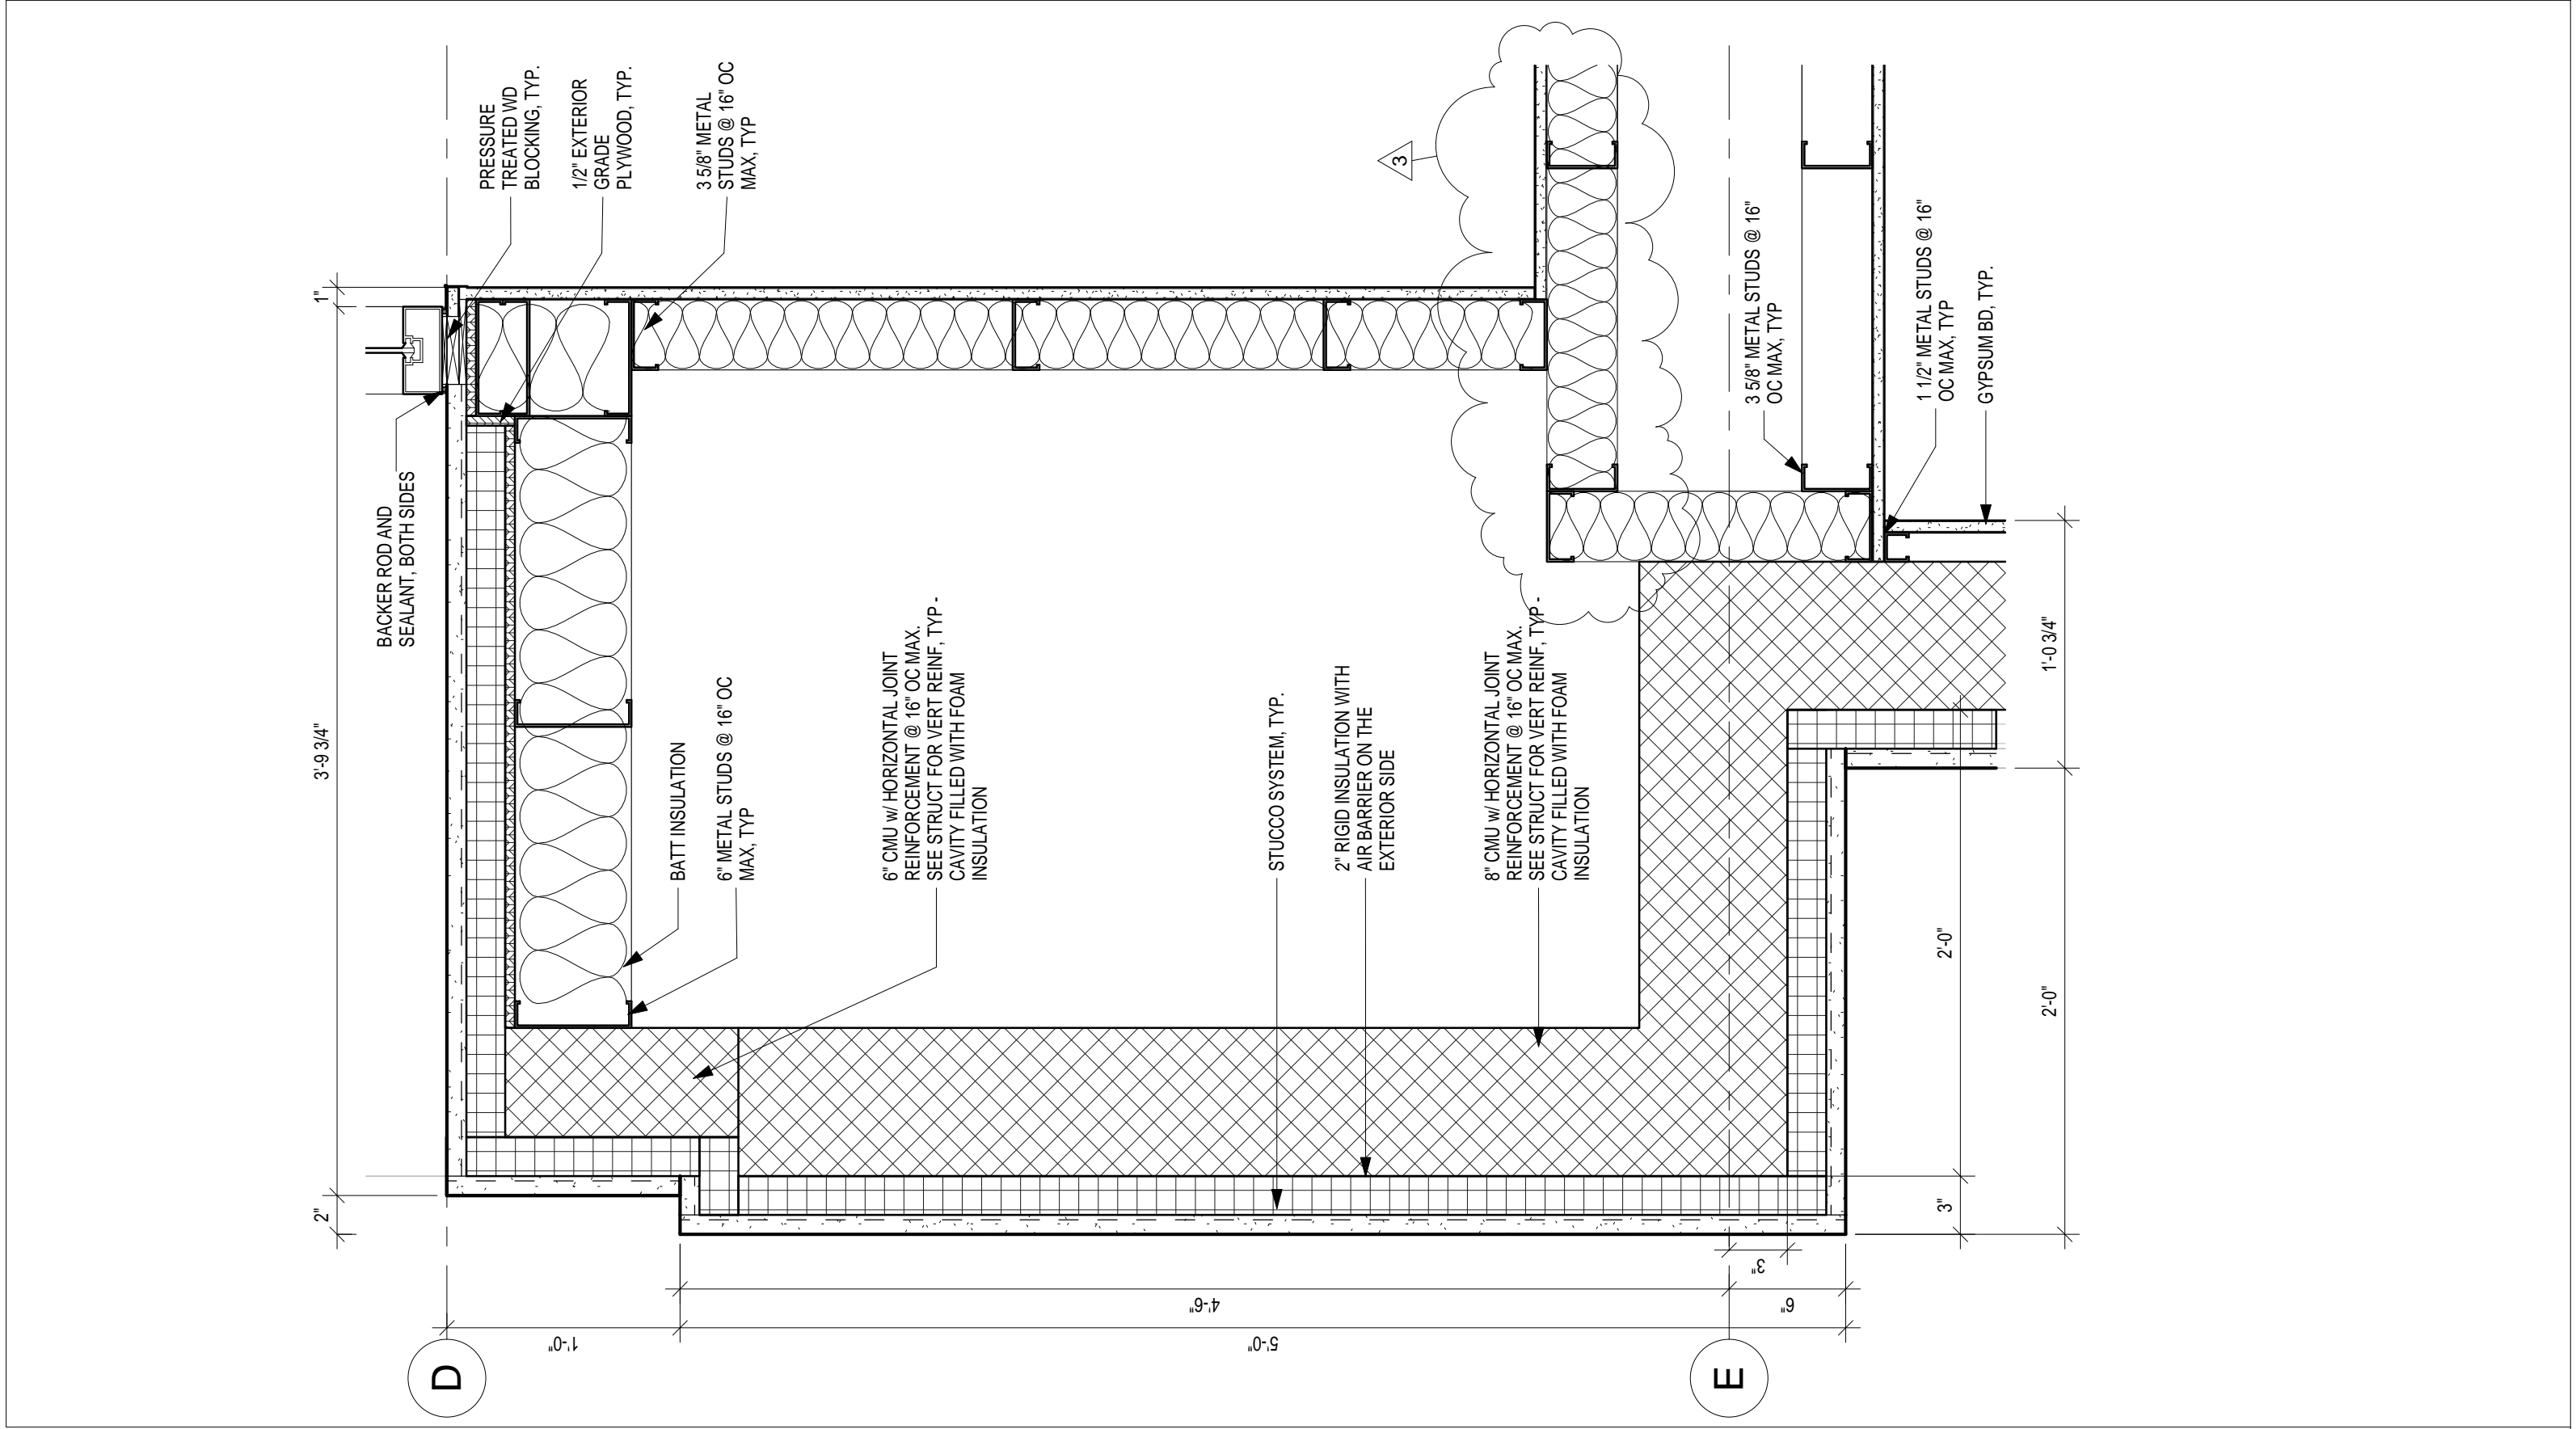 PRESSURE
TREATED WD
BLOCKING, TYP.
1/2" EXTERIOR
GRADE
PLYWOOD, TYP.
3 5/8" METAL
STUDS @ 16" OC
MAX, TYP
3
1"
3'-9 3/4"
2"
BACKER ROD AND
SEALANT, BOTH SIDES
BATT INSULATION
6" METAL STUDS @ 16" OC
MAX, TYP
6" CMU w/ HORIZONTAL JOINT
REINFORCEMENT @ 16" OC MAX.
SEE STRUCT FOR VERT REINF, TYP -
CAVITY FILLED WITH FOAM
INSULATION
STUCCO SYSTEM, TYP.
2" RIGID INSULATION WITH
AIR BARRIER ON THE
EXTERIOR SIDE
8" CMU w/ HORIZONTAL JOINT
REINFORCEMENT @ 16" OC MAX.
SEE STRUCT FOR VERT REINF, TYP -
CAVITY FILLED WITH FOAM
INSULATION
3 5/8" METAL STUDS @ 16"
OC MAX, TYP
1 1/2" METAL STUDS @ 16"
OC MAX, TYP
GYPSUM BD, TYP.
1'-0 3/4"
2'-0"
2'-0"
3"
3"
4'-6"
6"
1'-0"
5'-0"
D
E